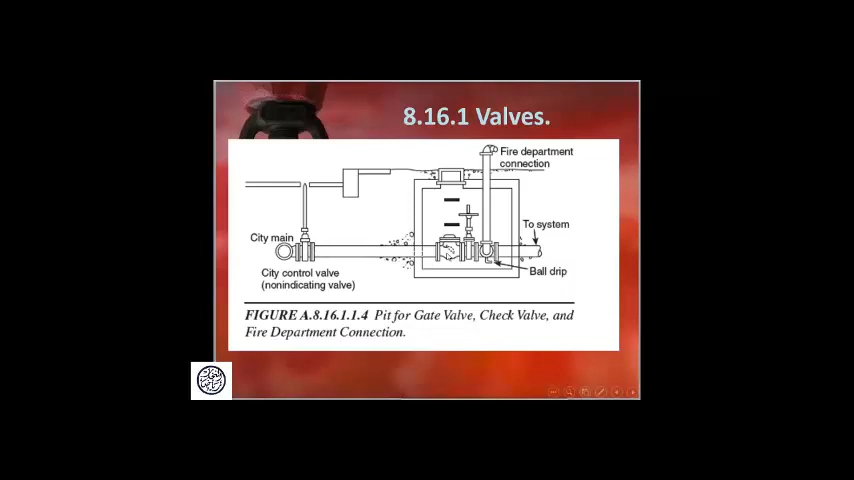 8.16.1 Valves.
Fire department
connection
To system
City main
City control valve
(nonindicating valve)
Ball drip
FIGURE A.8.16.1.1.4 Pit for Gate Valve, Check Valve, and
Fire Department Connection.